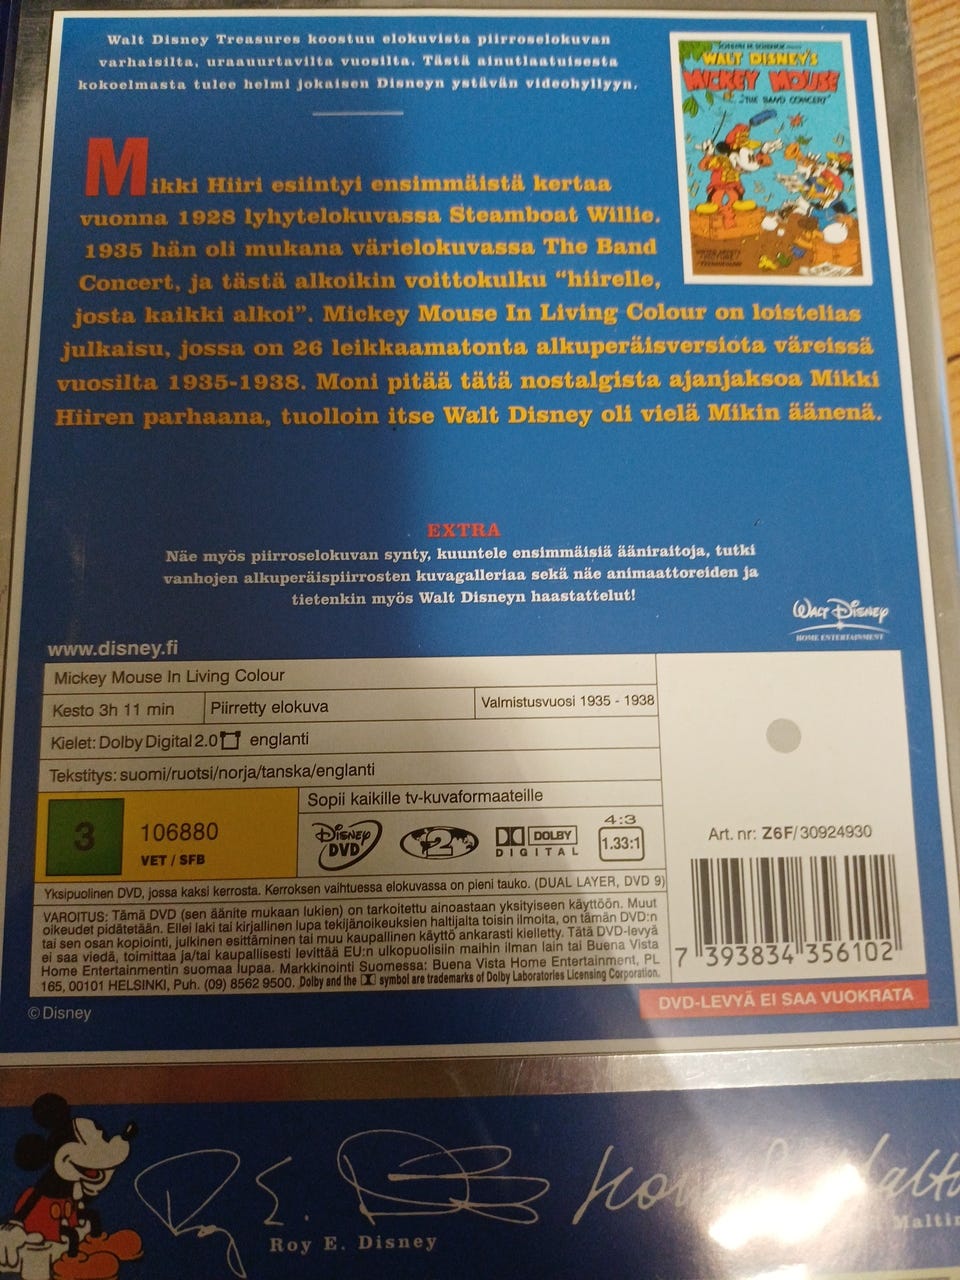 Walt Disney Treasures koostuu elokuvista piirroselokuvan
varhaisilta, uraauurtavilta vuosilta. Tästä ainutlaatuisesta
kokoelmasta tulee helmi jokaisen Disneyn ystävän videohyllyyn.
WALT DISNEY'S
MICKEY MOUSE
"THE BAND CONCERT"
Mikki Hiiri esiintyi ensimmäistä kertaa
vuonna 1928 lyhytelokuvassa Steamboat Willie.
1935 hän oli mukana värielokuvassa The Band
Concert, ja tästä alkoikin voittokulku “hiirelle,
josta kaikki alkoi”. Mickey Mouse In Living Colour on loistelias
julkaisu, jossa on 26 leikkaamatonta alkuperäisversiota väreissä
vuosilta 1935-1938. Moni pitää tätä nostalgista ajanjaksoa Mikki
Hiiren parhaana, tuolloin itse Walt Disney oli vielä Mikin äänenä.
EXTRA
Näe myös piirroselokuvan synty, kuuntele ensimmäisiä ääniraitoja, tutki
vanhojen alkuperäispiirrosten kuvagalleriaa sekä näe animaattoreiden ja
tietenkin myös Walt Disneyn haastattelut!
WALT DISNEY
HOME ENTERTAINMENT
www.disney.fi
Mickey Mouse In Living Colour
Kesto 3h 11 min Piirretty elokuva Valmistusvuosi 1935 - 1938
Kielet: Dolby Digital 2.0 englanti
Tekstitys: suomi/ruotsi/norja/tanska/englanti
Sopii kaikille tv-kuvaformaateille
3 106880
VET / SFB
DISNEY DVD
2
DOLBY
DIGITAL
4:3
1.33:1
Art. nr: Z6F/30924930
Yksipuolinen DVD, jossa kaksi kerrosta. Kerroksen vaihtuessa elokuvassa on pieni tauko. (DUAL LAYER, DVD 9)
VAROITUS: Tämä DVD (sen äänite mukaan lukien) on tarkoitettu ainoastaan yksityiseen käyttöön. Muut
oikeudet pidätetään. Ellei laki tai kirjallinen lupa tekijänoikeuksien haltijalta toisin ilmoita, on tämän DVD:n
tai sen osan kopiointi, julkinen esittäminen tai muu kaupallinen käyttö ankarasti kielletty. Tätä DVD-levyä
ei saa viedä, toimittaa ja/tai kaupallisesti levittää EU:n ulkopuolisiin maihin ilman lain tai Buena Vista
Home Entertainmentin suomaa lupaa. Markkinointi Suomessa: Buena Vista Home Entertainment, PL
165, 00101 HELSINKI, Puh. (09) 8562 9500. Dolby and the symbol are trademarks of Dolby Laboratories Licensing Corporation.
7 393834 356102
DVD-LEVYÄ EI SAA VUOKRATA
©Disney
Roy E. Disney
Roy E. Disney